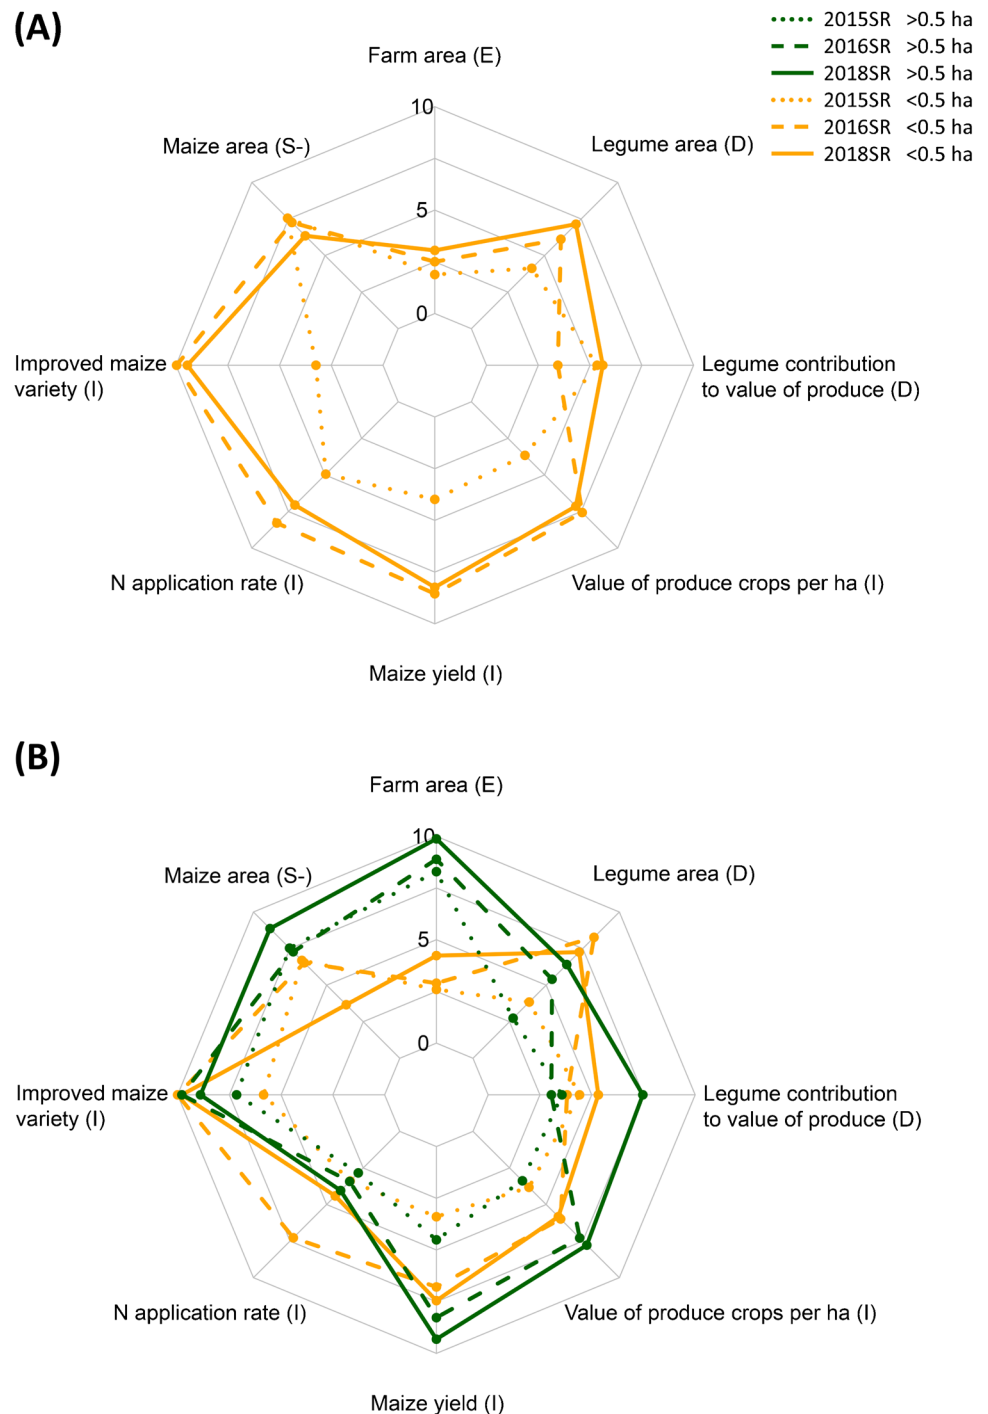 (A)
2015SR >0.5 ha
2016SR >0.5 ha
2018SR >0.5 ha
2015SR <0.5 ha
2016SR <0.5 ha
2018SR <0.5 ha
Farm area (E)
10
Maize area (S-)
Legume area (D)
5
0
Improved maize
variety (I)
Legume contribution
to value of produce (D)
N application rate (I)
Value of produce crops per ha (I)
Maize yield (I)
(B)
Farm area (E)
10
Maize area (S-)
Legume area (D)
5
0
Improved maize
variety (I)
Legume contribution
to value of produce (D)
N application rate (I)
Value of produce crops per ha (I)
Maize yield (I)